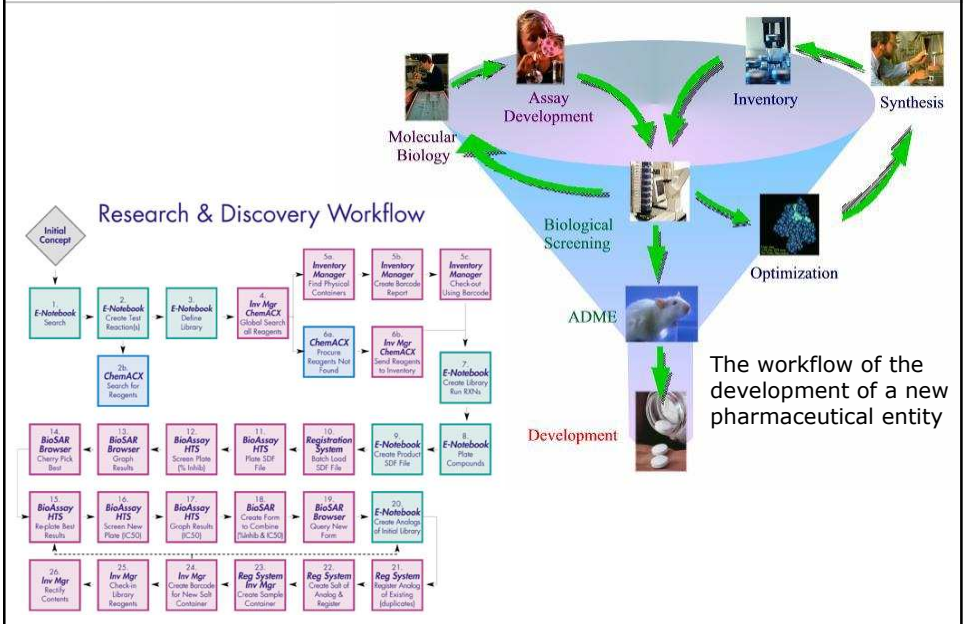 Assay
Development
Inventory
Synthesis
Molecular
Biology
Biological
Screening
Optimization
ADME
Development
The workflow of the
development of a new
pharmaceutical entity
Research & Discovery Workflow
Initial
Concept
1.
E-Notebook
Search
2.
E-Notebook
Create Test
Reaction(s)
2b.
ChemACX
Search for
Reagents
3.
E-Notebook
Define
Library
4.
Inv Mgr
ChemACX
Global Search
all Reagents
5a.
Inventory
Manager
Find Physical
Containers
5b.
Inventory
Manager
Create Barcode
Report
5c.
Inventory
Manager
Check-out
Using Barcode
6a.
ChemACX
Procure
Reagents Not
Found
6b.
Inv Mgr
ChemACX
Send Reagents
to Inventory
7.
E-Notebook
Create Library
Run RXNs
8.
E-Notebook
Plate
Compounds
9.
E-Notebook
Create Product
SDF File
10.
Registration
System
Batch Load
SDF File
11.
BioAssay
HTS
Plate SDF
File
12.
BioAssay
HTS
Screen Plate
(% Inhib)
13.
BioSAR
Browser
Graph
Results
14.
BioSAR
Browser
Cherry Pick
Best
15.
BioAssay
HTS
Re-plate Best
Results
16.
BioAssay
HTS
Screen New
Plate (IC50)
17.
BioAssay
HTS
Graph Results
(IC50)
18.
BioSAR
Create Form
to Combine
(%Inhib & IC50)
19.
BioSAR
Browser
Query New
Form
20.
E-Notebook
Create Analogs
of Initial Library
21.
Reg System
Register Analog
of Existing
(duplicates)
22.
Reg System
Create Salt of
Analog &
Register
23.
Reg System
Inv Mgr
Create Sample
Container
24.
Inv Mgr
Create Barcode
for New Salt
Container
25.
Inv Mgr
Check-in
Library
Reagents
26.
Inv Mgr
Rectify
Contents